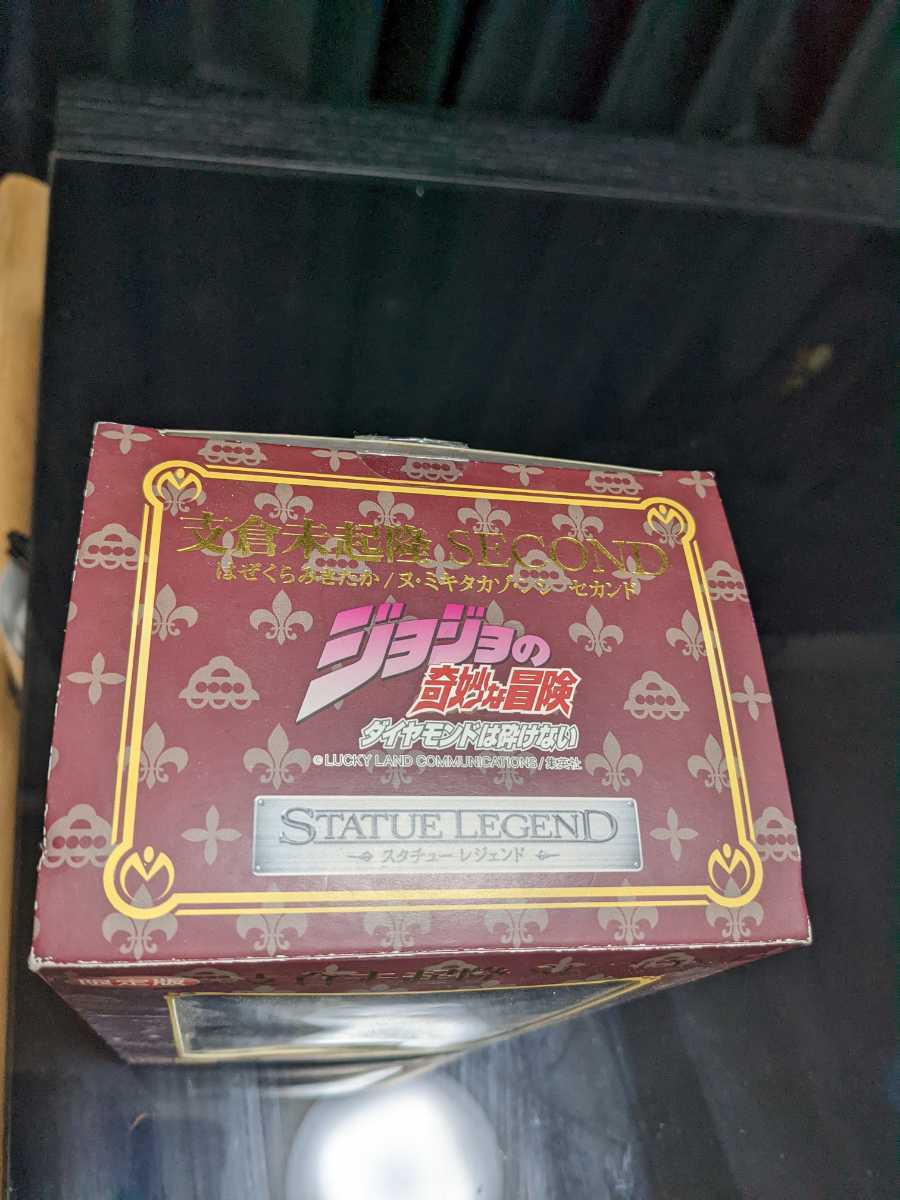 支倉未起隆 SECOND
はぜくらみきたか/ヌ・ミキタカゾ・ンシ セカンド
ジョジョの
奇妙な冒険
ダイヤモンドは砕けない
© LUCKY LAND COMMUNICATIONS/集英社
STATUE LEGEND
スタチュー レジェンド
限定版